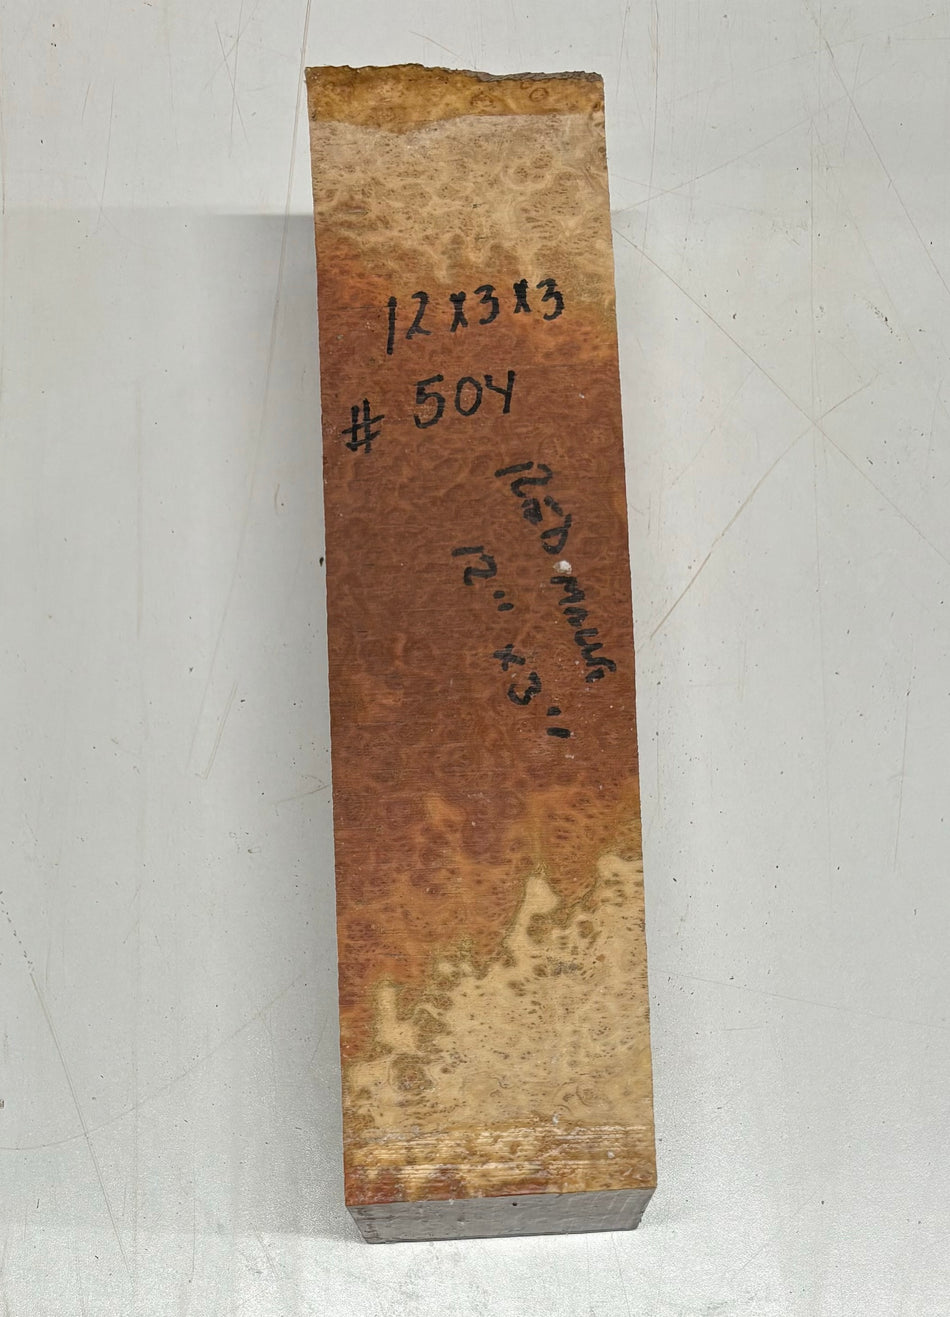 12 x 3 x 3
# 504
RED MALLEE
12" x 3"